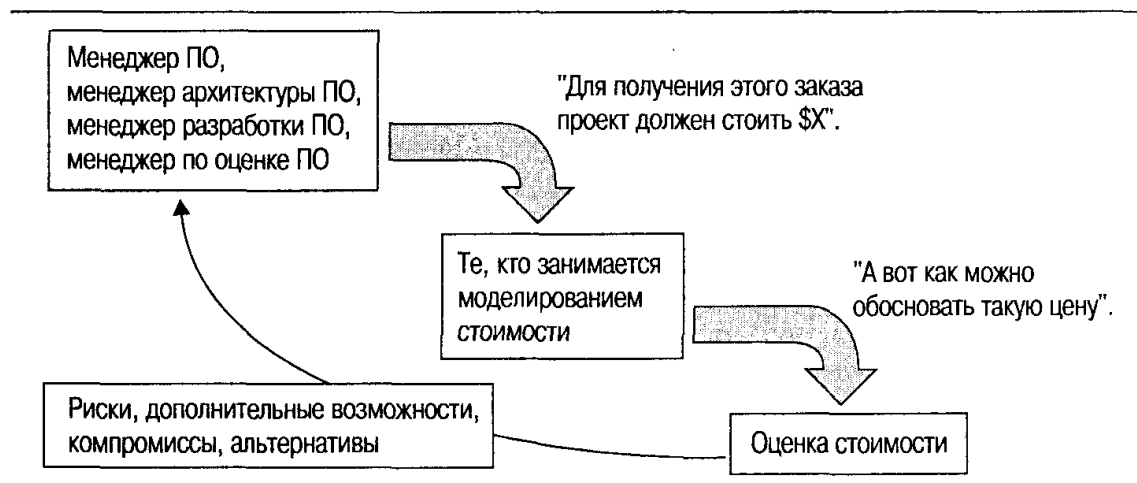 Менеджер ПО,
менеджер архитектуры ПО,
менеджер разработки ПО,
менеджер по оценке ПО
"Для получения этого заказа
проект должен стоить $X".
Те, кто занимается
моделированием
стоимости
"А вот как можно
обосновать такую цену".
Риски, дополнительные возможности,
компромиссы, альтернативы
Оценка стоимости